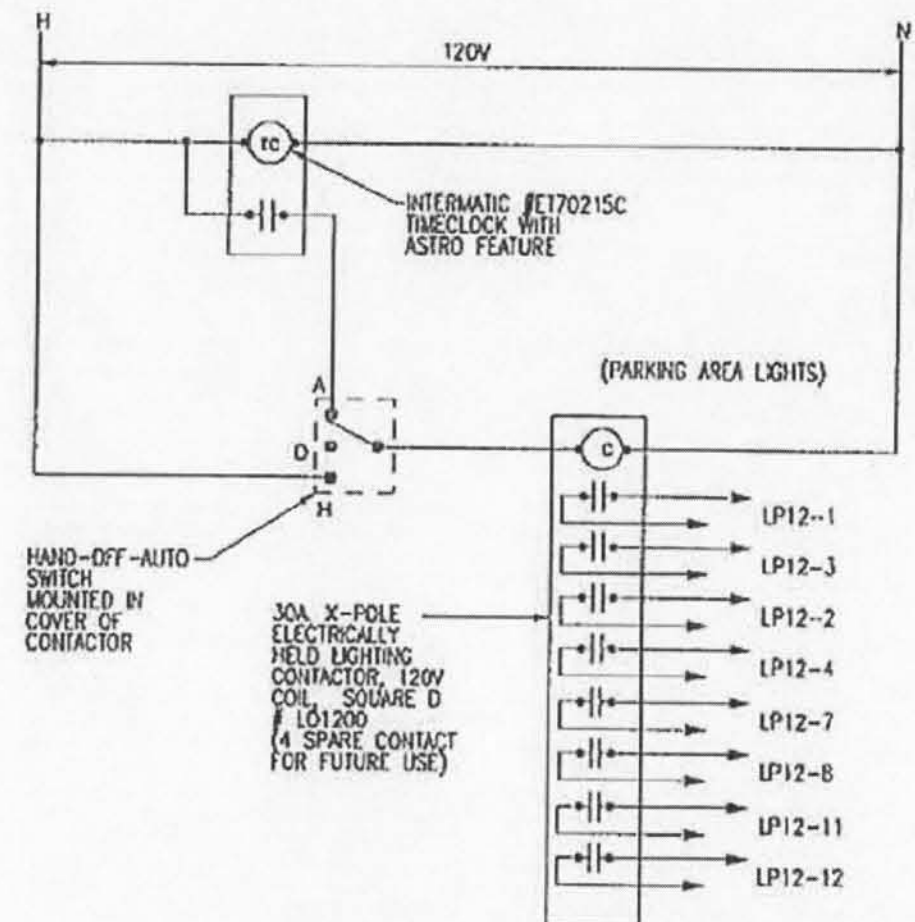 H
N
120V
TC
INTERMATIC #ET70215C
TIMECLOCK WITH
ASTRO FEATURE
(PARKING AREA LIGHTS)
A
O
H
C
HAND-OFF-AUTO
SWITCH
MOUNTED IN
COVER OF
CONTACTOR
30A, X-POLE
ELECTRICALLY
HELD LIGHTING
CONTACTOR, 120V
COIL, SQUARE D
# LO1200
(4 SPARE CONTACT
FOR FUTURE USE)
LP12-1
LP12-3
LP12-2
LP12-4
LP12-7
LP12-8
LP12-11
LP12-12